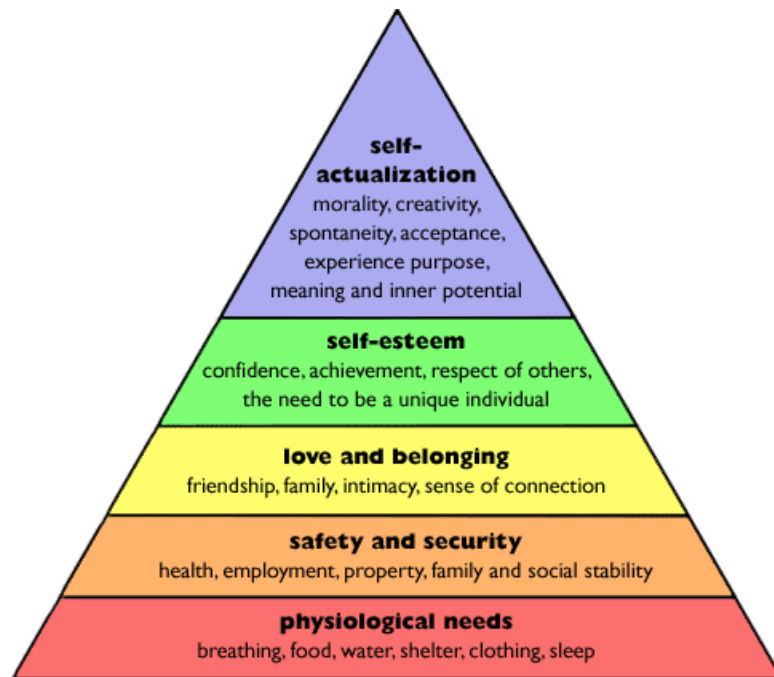 self-
actualization
morality, creativity,
spontaneity, acceptance,
experience purpose,
meaning and inner potential
self-esteem
confidence, achievement, respect of others,
the need to be a unique individual
love and belonging
friendship, family, intimacy, sense of connection
safety and security
health, employment, property, family and social stability
physiological needs
breathing, food, water, shelter, clothing, sleep